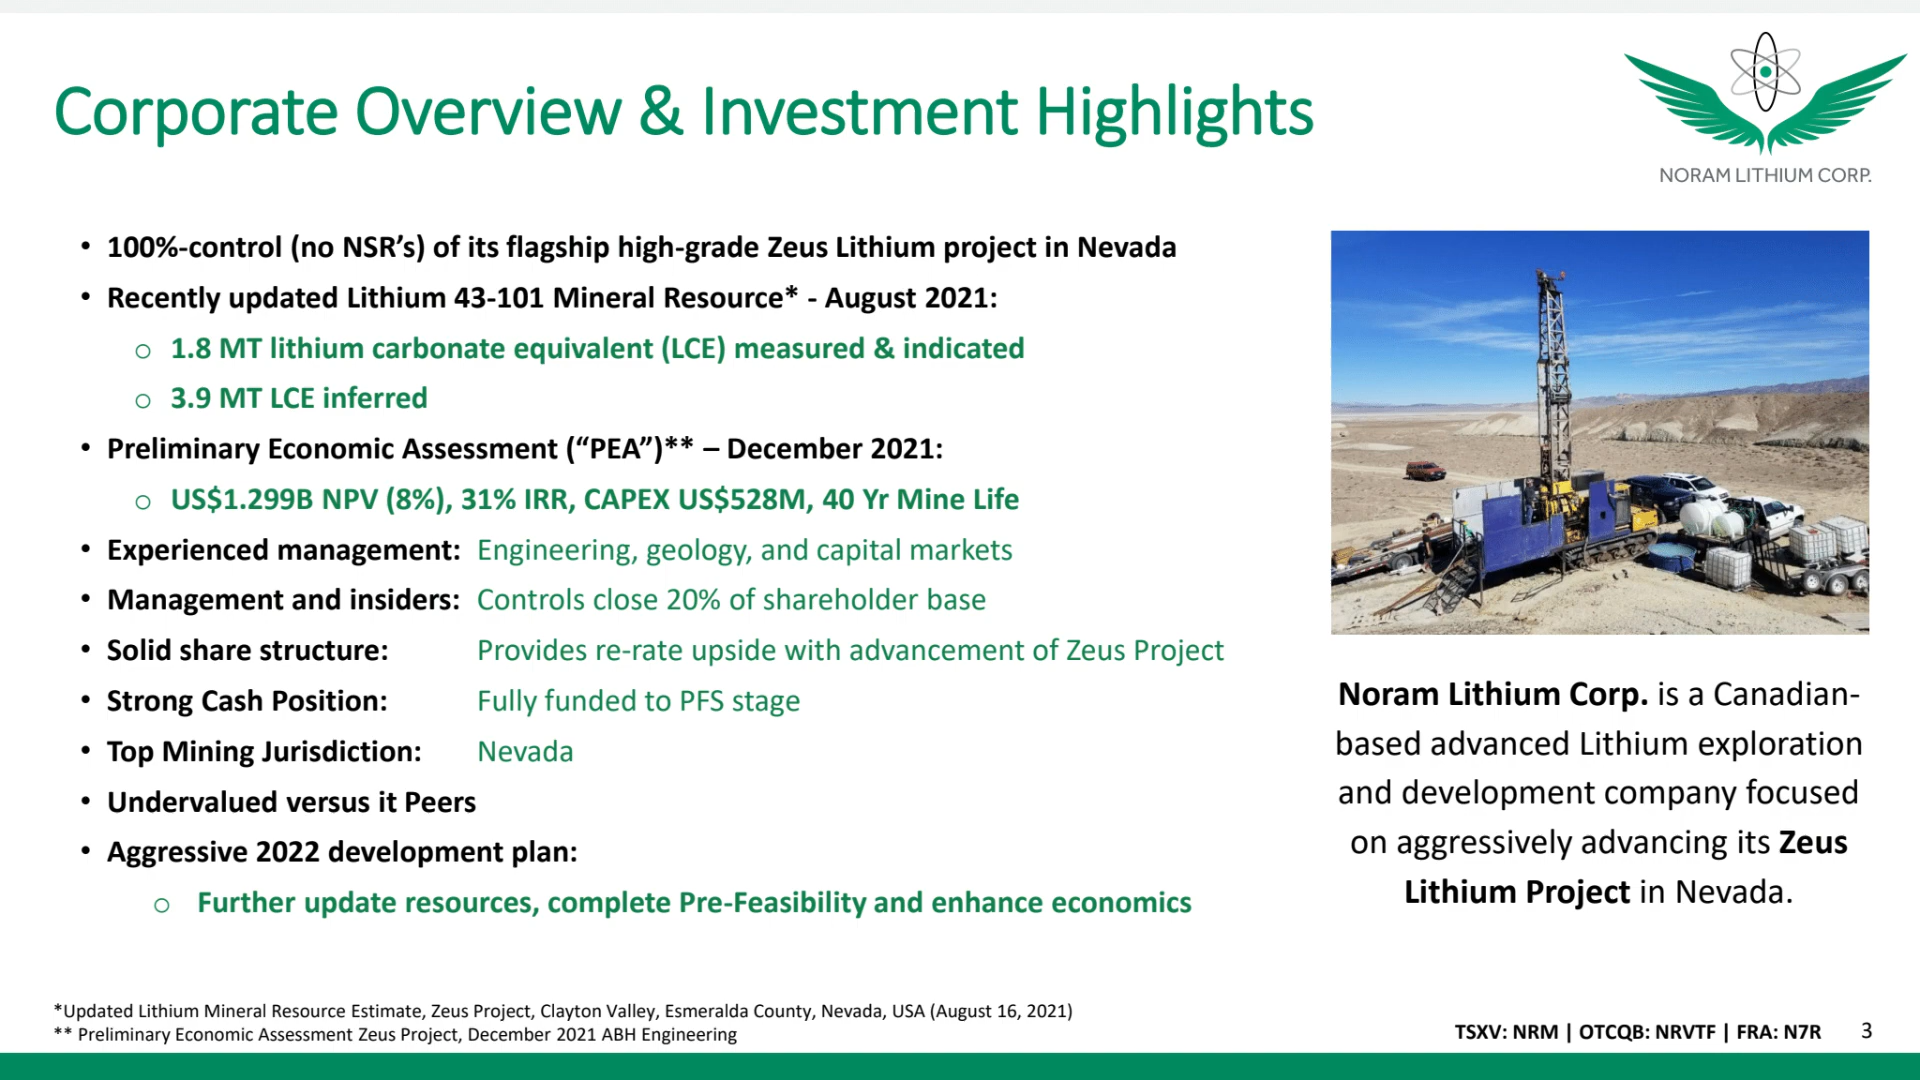 Corporate Overview & Investment Highlights
NORAM LITHIUM CORP.
• 100%-control (no NSR’s) of its flagship high-grade Zeus Lithium project in Nevada
• Recently updated Lithium 43-101 Mineral Resource* - August 2021:
o 1.8 MT lithium carbonate equivalent (LCE) measured & indicated
o 3.9 MT LCE inferred
• Preliminary Economic Assessment (“PEA”)** – December 2021:
o US$1.299B NPV (8%), 31% IRR, CAPEX US$528M, 40 Yr Mine Life
• Experienced management: Engineering, geology, and capital markets
• Management and insiders: Controls close 20% of shareholder base
• Solid share structure: Provides re-rate upside with advancement of Zeus Project
• Strong Cash Position: Fully funded to PFS stage
• Top Mining Jurisdiction: Nevada
• Undervalued versus it Peers
• Aggressive 2022 development plan:
o Further update resources, complete Pre-Feasibility and enhance economics
Noram Lithium Corp. is a Canadian-
based advanced Lithium exploration
and development company focused
on aggressively advancing its Zeus
Lithium Project in Nevada.
*Updated Lithium Mineral Resource Estimate, Zeus Project, Clayton Valley, Esmeralda County, Nevada, USA (August 16, 2021)
** Preliminary Economic Assessment Zeus Project, December 2021 ABH Engineering
TSXV: NRM | OTCQB: NRVTF | FRA: N7R 3